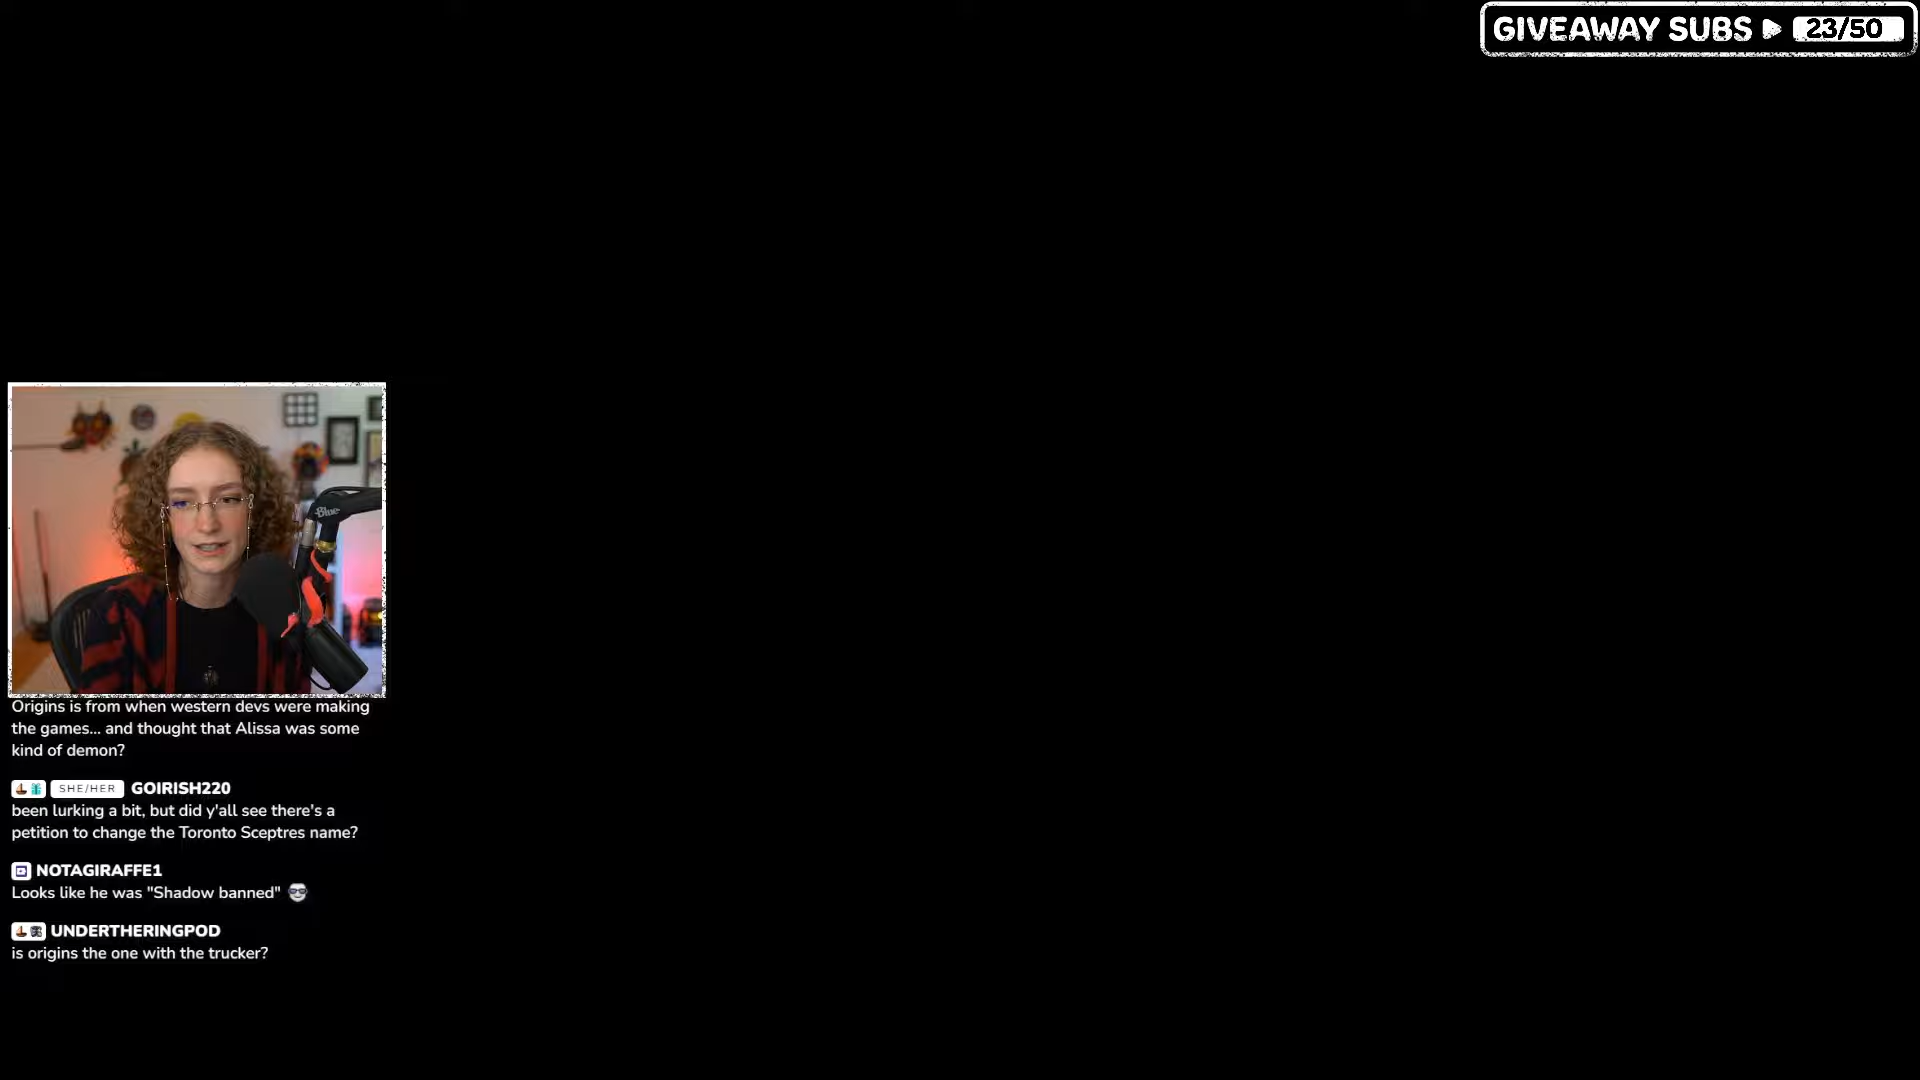 GIVEAWAY SUBS 23/50
Blue
Origins is from when western devs were making
the games... and thought that Alissa was some
kind of demon?
SHE/HER GOIRISH220
been lurking a bit, but did y'all see there's a
petition to change the Toronto Sceptres name?
NOTAGIRAFFE1
Looks like he was "Shadow banned"
UNDERTHERINGPOD
is origins the one with the trucker?